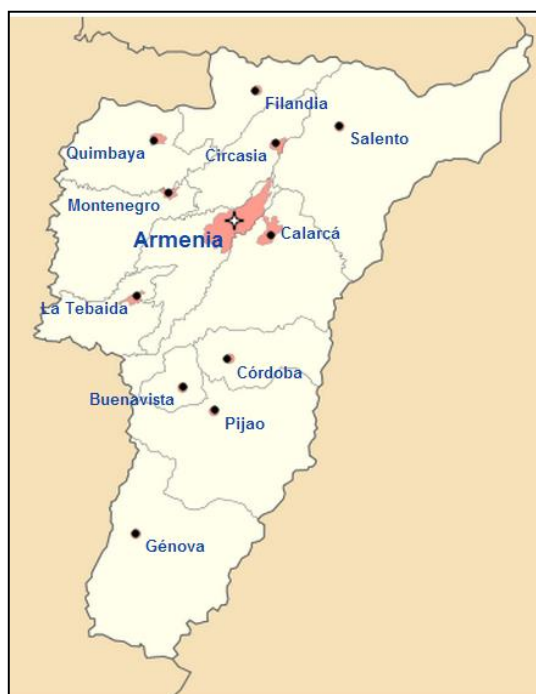 Filandia
Salento
Quimbaya
Circasia
Montenegro
Armenia
Calarcá
La Tebaida
Córdoba
Buenavista
Pijao
Génova